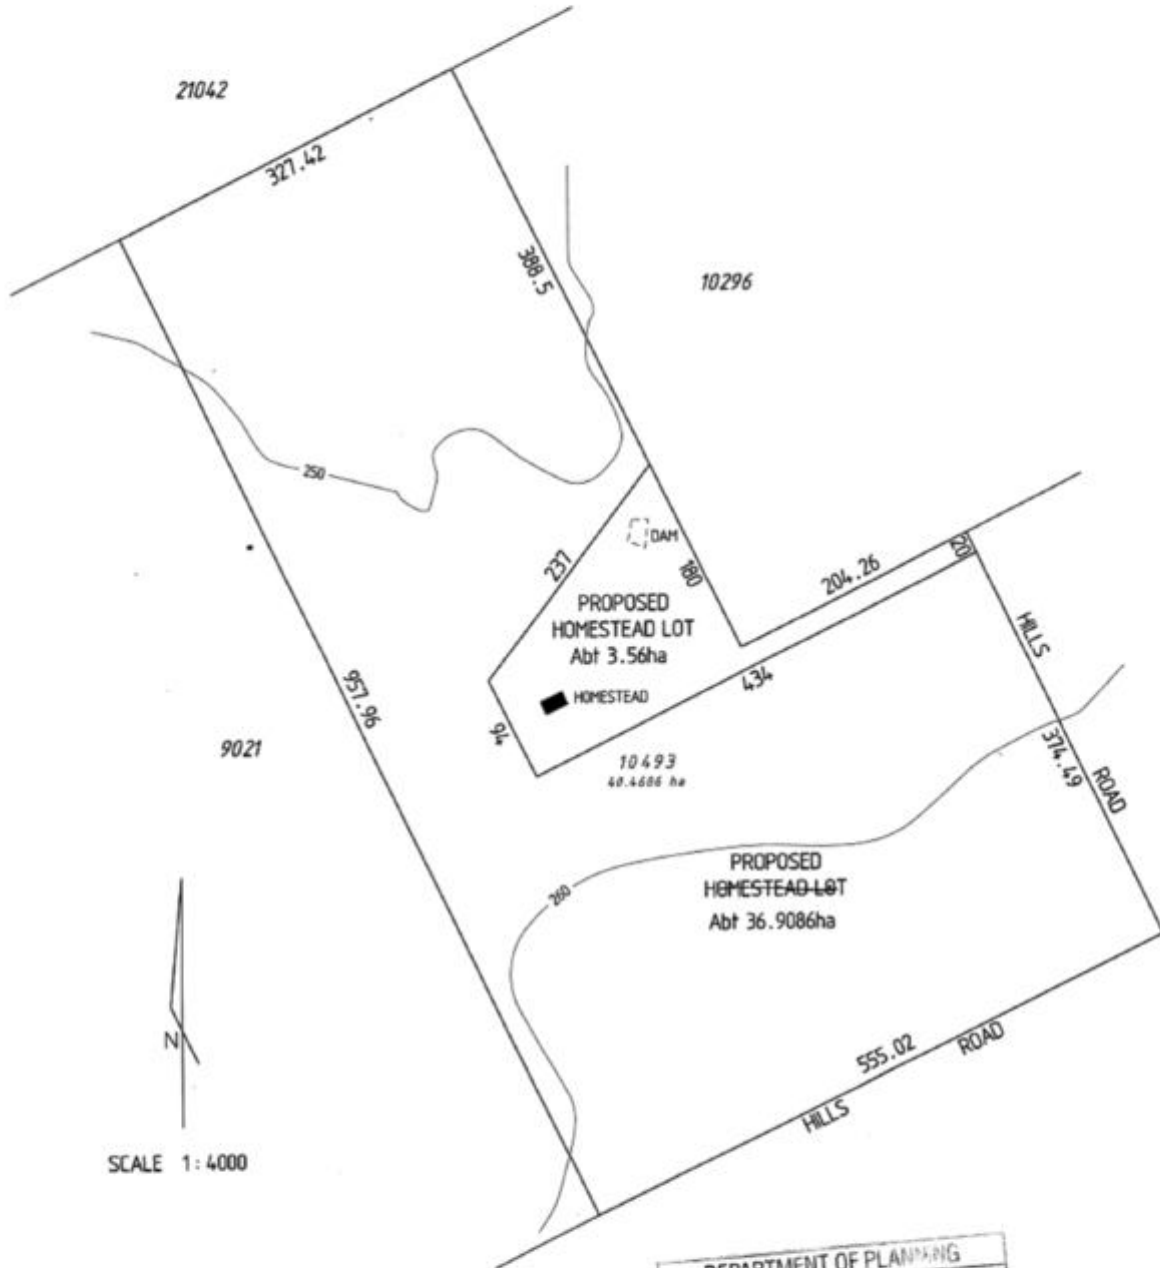 21042
327.42
388.5
10296
250
DAM
237
180
204.26
20
PROPOSED
HOMESTEAD LOT
Abt 3.56ha
HILLS
ROAD
434
HOMESTEAD
957.96
94
9021
10493
40.4686 ha
374.49
PROPOSED
HOMESTEAD LOT
Abt 36.9086ha
260
N
555.02
HILLS ROAD
SCALE 1:4000
DEPARTMENT OF PLANNING